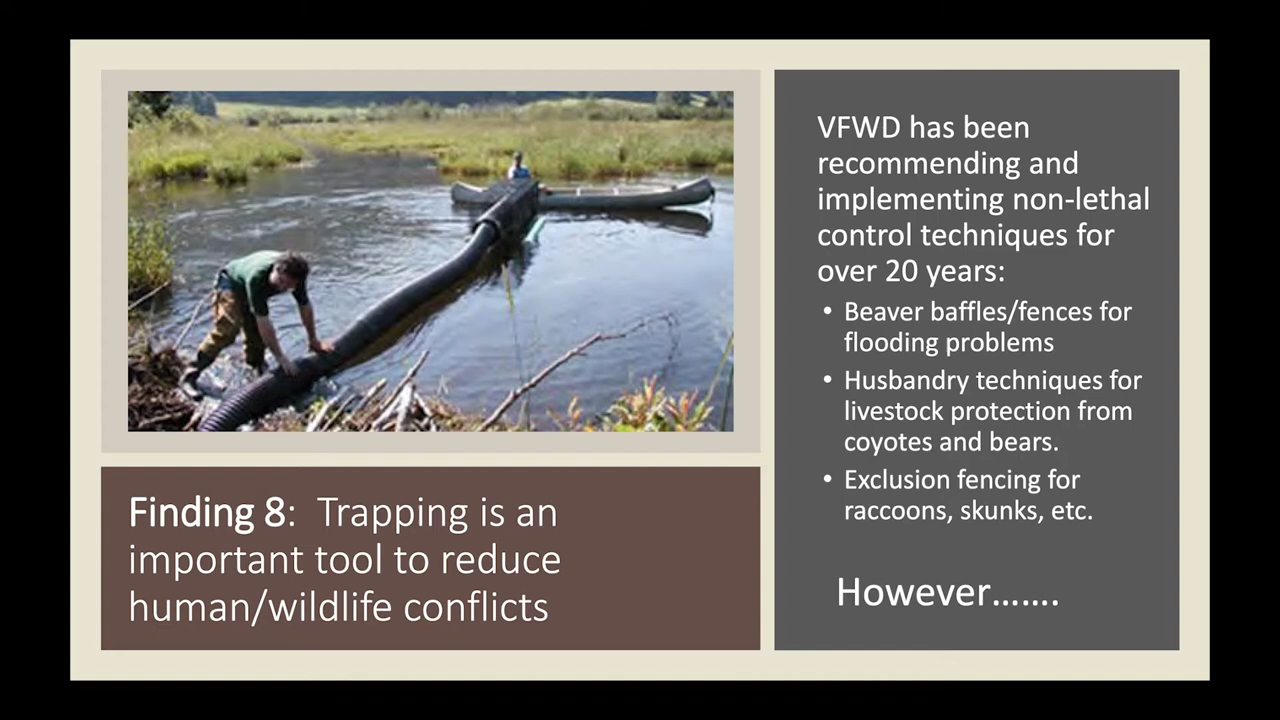 VFWD has been
recommending and
implementing non-lethal
control techniques for
over 20 years:
• Beaver baffles/fences for
flooding problems
• Husbandry techniques for
livestock protection from
coyotes and bears.
• Exclusion fencing for
raccoons, skunks, etc.
However…….
Finding 8:  Trapping is an
important tool to reduce
human/wildlife conflicts